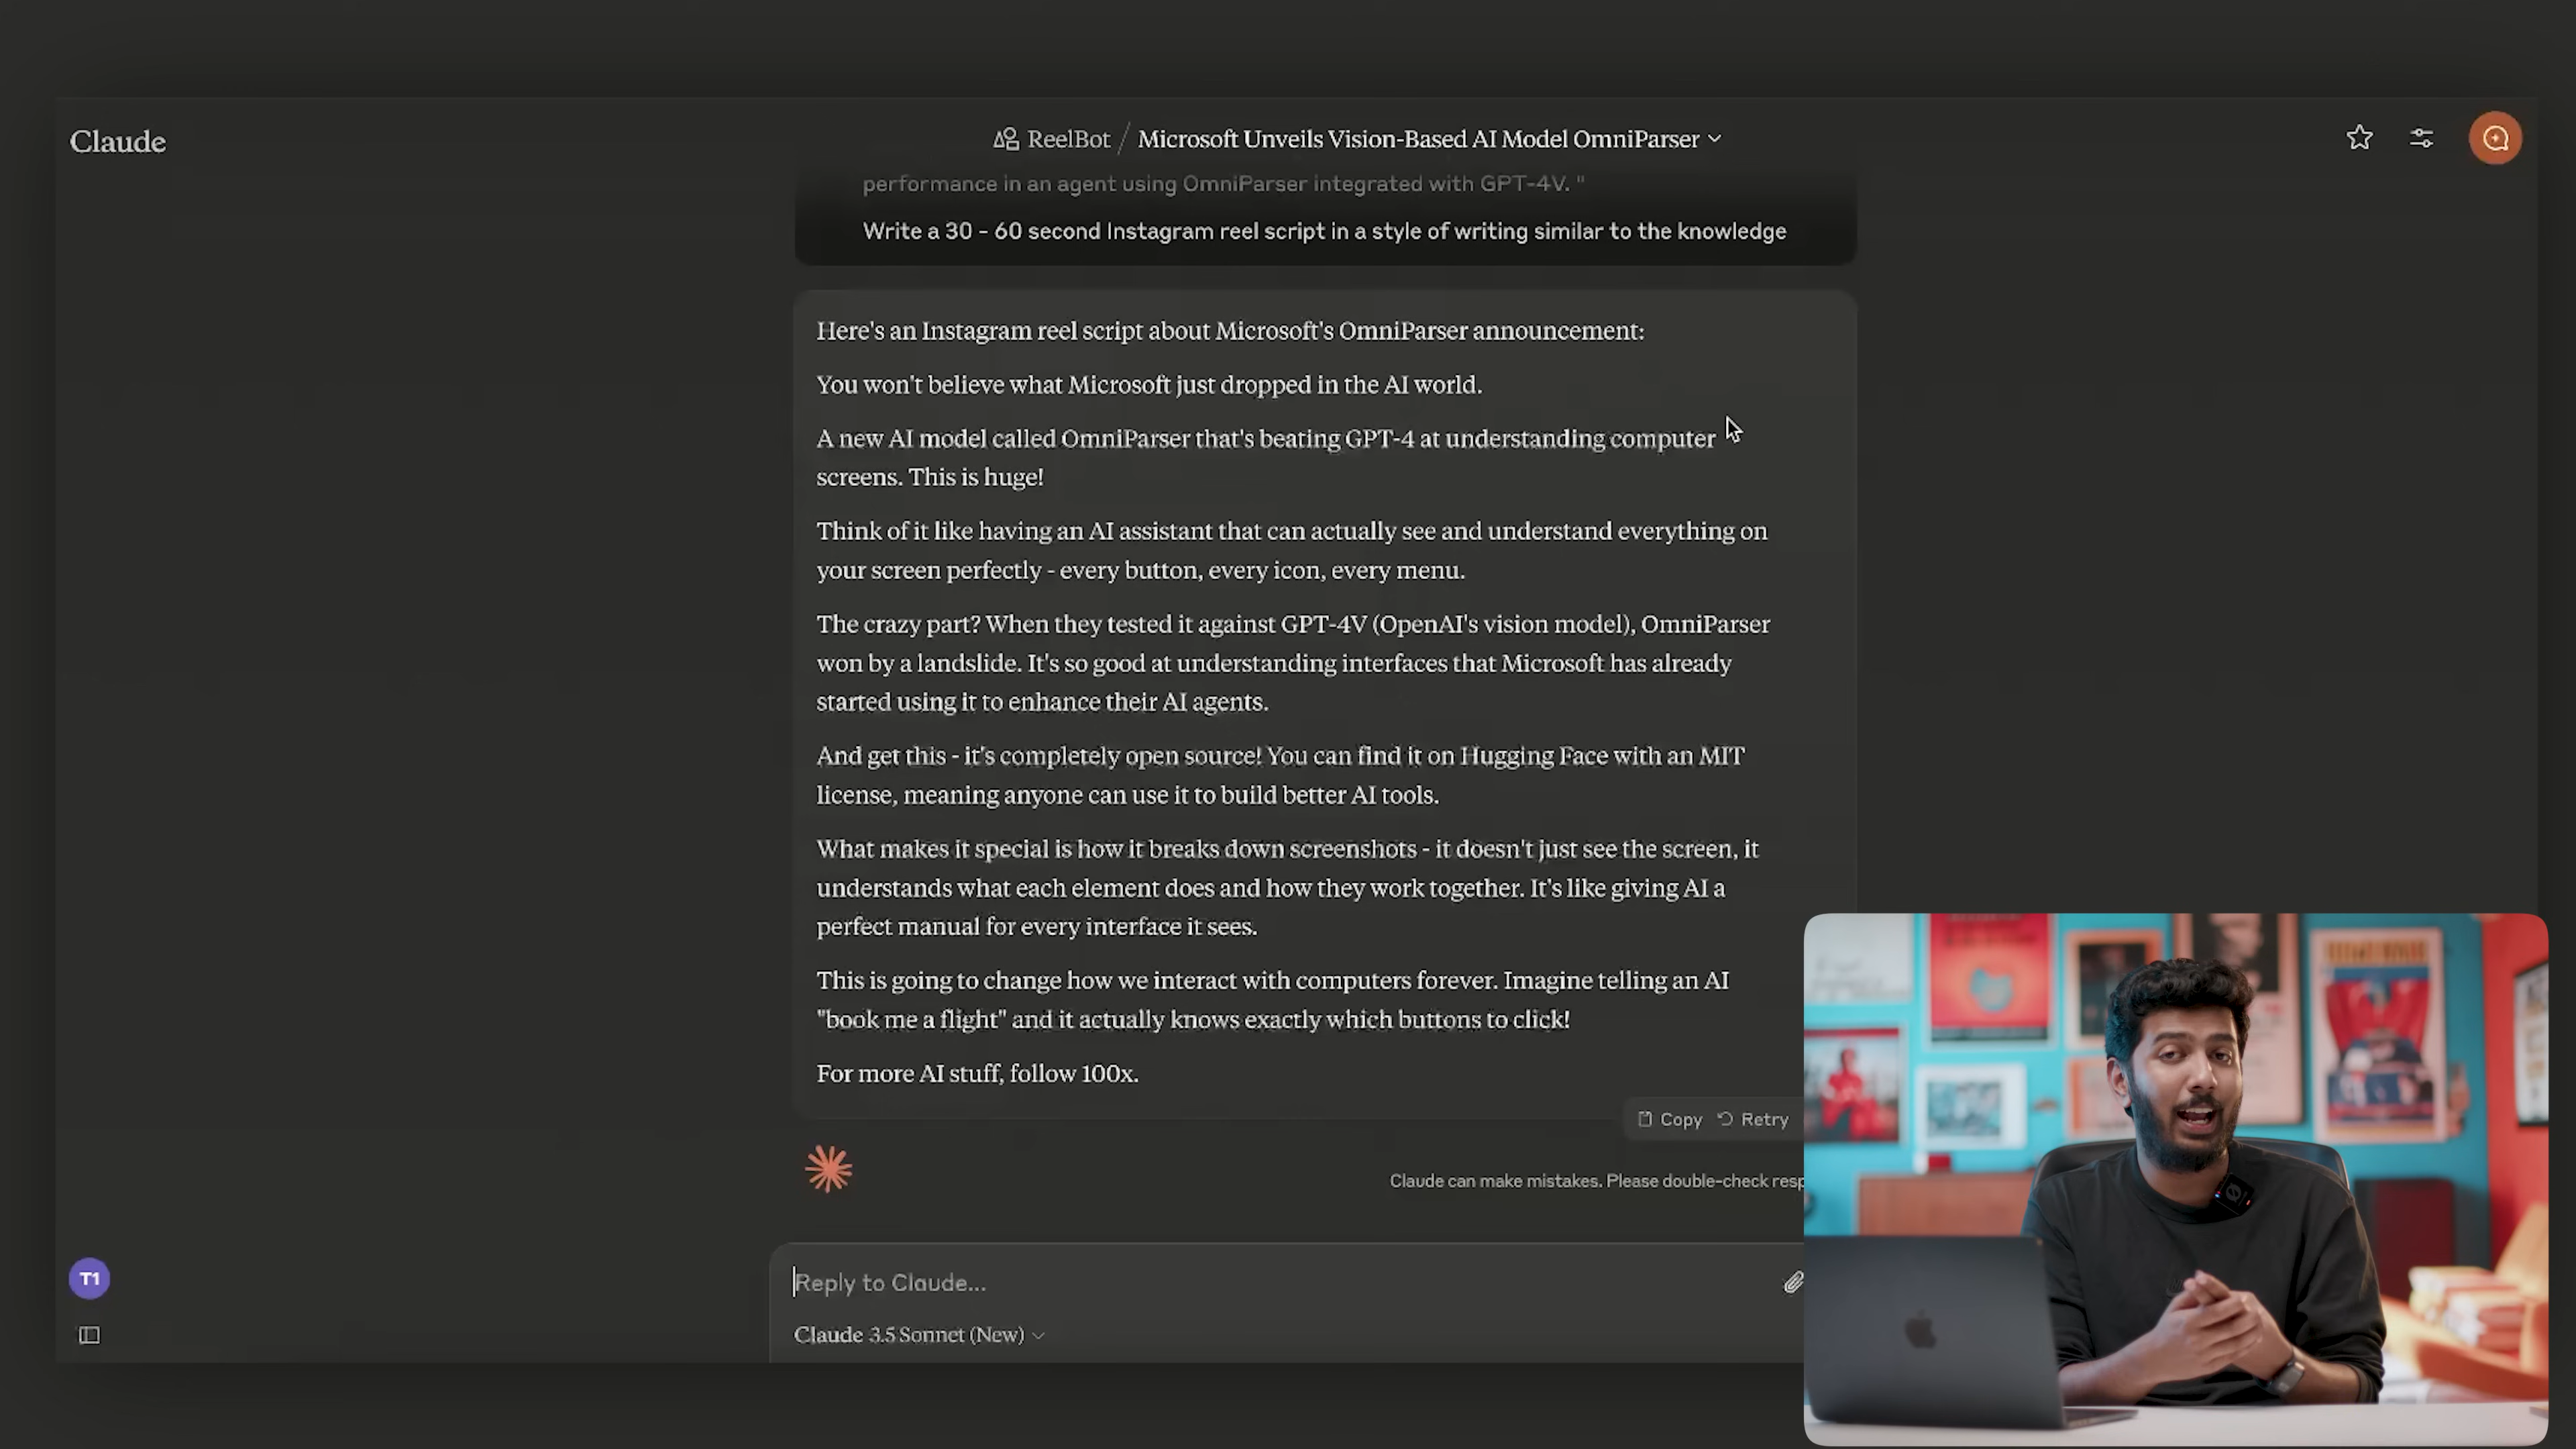 Claude
ReelBot / Microsoft Unveils Vision-Based AI Model OmniParser
performance in an agent using OmniParser integrated with GPT-4V. "
Write a 30 - 60 second Instagram reel script in a style of writing similar to the knowledge
Here's an Instagram reel script about Microsoft's OmniParser announcement:
You won't believe what Microsoft just dropped in the AI world.
A new AI model called OmniParser that's beating GPT-4 at understanding computer
screens. This is huge!
Think of it like having an AI assistant that can actually see and understand everything on
your screen perfectly - every button, every icon, every menu.
The crazy part? When they tested it against GPT-4V (OpenAI's vision model), OmniParser
won by a landslide. It's so good at understanding interfaces that Microsoft has already
started using it to enhance their AI agents.
And get this - it's completely open source! You can find it on Hugging Face with an MIT
license, meaning anyone can use it to build better AI tools.
What makes it special is how it breaks down screenshots - it doesn't just see the screen, it
understands what each element does and how they work together. It's like giving AI a
perfect manual for every interface it sees.
This is going to change how we interact with computers forever. Imagine telling an AI
"book me a flight" and it actually knows exactly which buttons to click!
For more AI stuff, follow 100x.
Copy Retry
Claude can make mistakes. Please double-check resp
T1
Reply to Claude...
Claude 3.5 Sonnet (New)